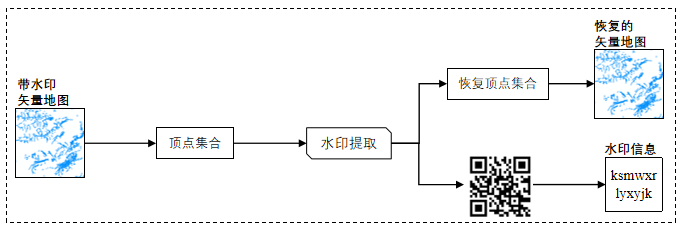 恢复的
矢量地图
带水印
矢量地图
恢复顶点集合
顶点集合
水印提取
水印信息
ksmwxr
lyxyjk